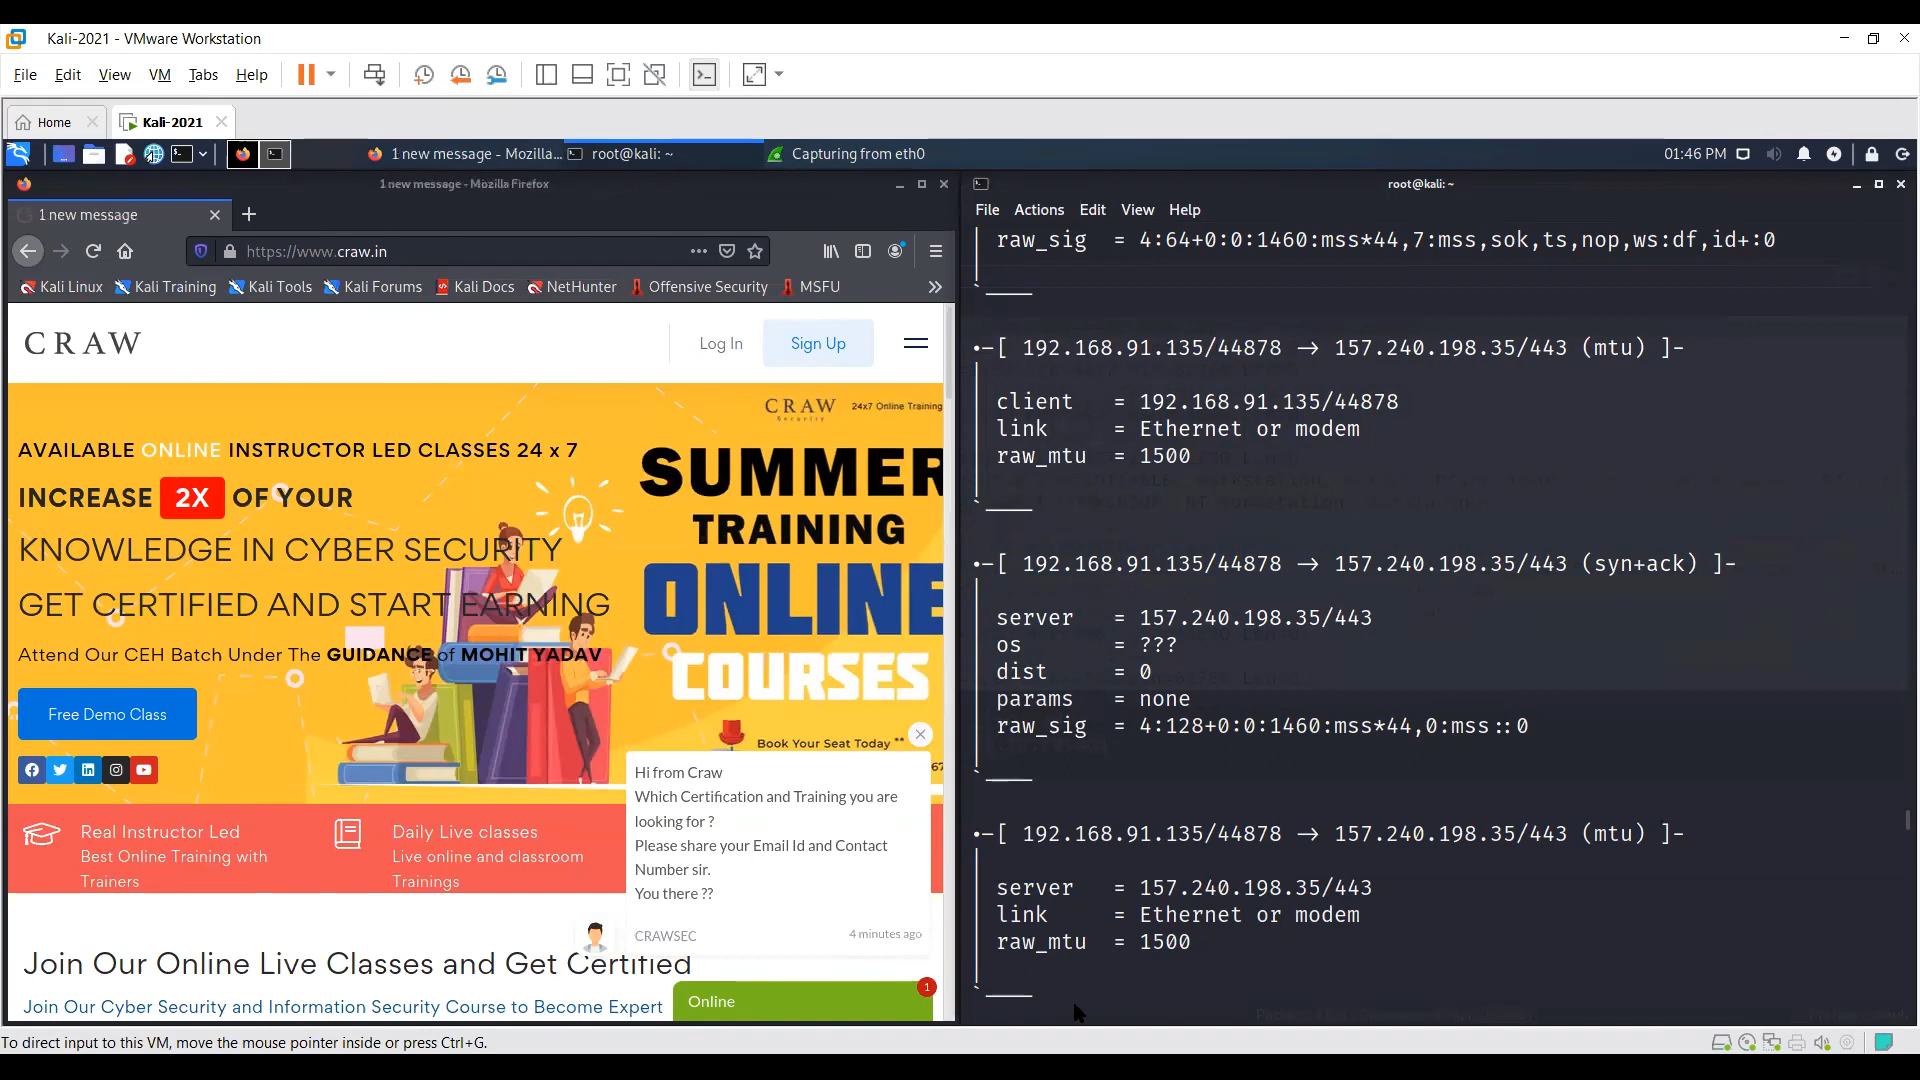 Kali-2021 - VMware Workstation
File Edit View VM Tabs Help
Home
Kali-2021
1 new message - Mozilla...
root@kali: ~
Capturing from eth0
01:46 PM
1 new message - Mozilla Firefox
1 new message
https://www.craw.in
Kali Linux Kali Training Kali Tools Kali Forums Kali Docs NetHunter Offensive Security MSFU
CRAW
Log In
Sign Up
CRAW
Security
24x7 Online Training
AVAILABLE ONLINE INSTRUCTOR LED CLASSES 24 x 7
INCREASE 2X OF YOUR
KNOWLEDGE IN CYBER SECURITY
GET CERTIFIED AND START EARNING
Attend Our CEH Batch Under The GUIDANCE of MOHIT YADAV
Free Demo Class
SUMMER
TRAINING
ONLINE
COURSES
Book Your Seat Today **
67
Real Instructor Led
Best Online Training with
Trainers
Daily Live classes
Live online and classroom
Trainings
Hi from Craw
Which Certification and Training you are
looking for ?
Please share your Email Id and Contact
Number sir.
You there ??
CRAWSEC
4 minutes ago
Join Our Online Live Classes and Get Certified
Join Our Cyber Security and Information Security Course to Become Expert
Online
1
root@kali: ~
File Actions Edit View Help
| raw_sig = 4:64+0:0:1460:mss*44,7:mss,sok,ts,nop,ws:df,id+:0
|
`____
.-[ 192.168.91.135/44878 -> 157.240.198.35/443 (mtu) ]-
|
| client = 192.168.91.135/44878
| link = Ethernet or modem
| raw_mtu = 1500
|
`____
.-[ 192.168.91.135/44878 -> 157.240.198.35/443 (syn+ack) ]-
|
| server = 157.240.198.35/443
| os = ???
| dist = 0
| params = none
| raw_sig = 4:128+0:0:1460:mss*44,0:mss::0
|
`____
.-[ 192.168.91.135/44878 -> 157.240.198.35/443 (mtu) ]-
|
| server = 157.240.198.35/443
| link = Ethernet or modem
| raw_mtu = 1500
|
`____
To direct input to this VM, move the mouse pointer inside or press Ctrl+G.